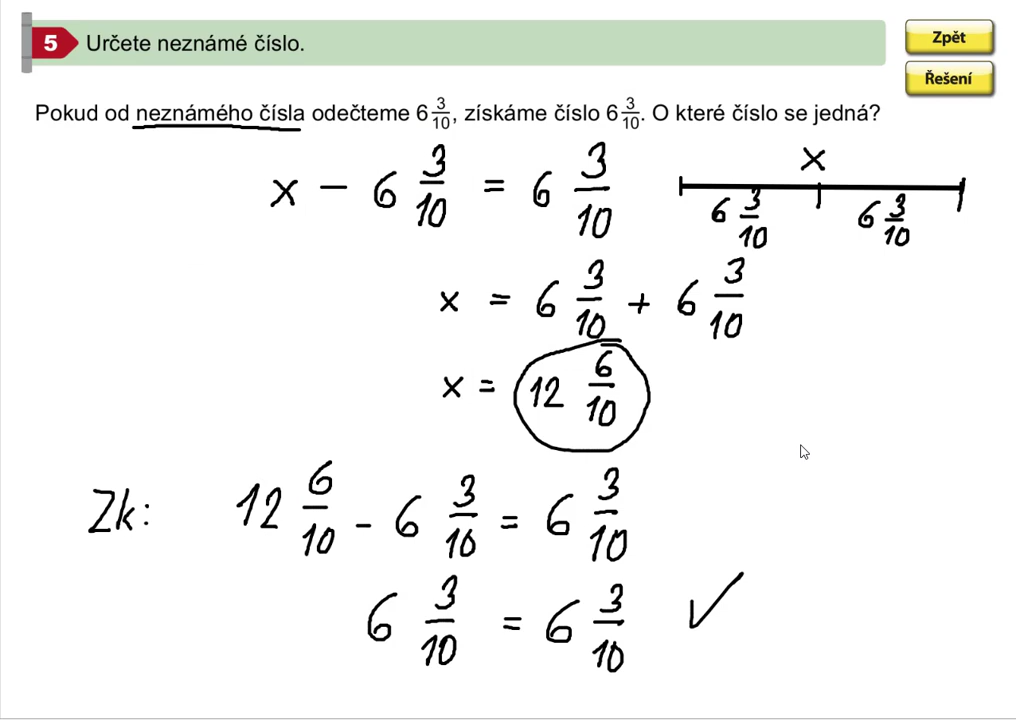 5 Určete neznámé číslo.
Zpět
Řešení
Pokud od neznámého čísla odečteme 6 3/10, získáme číslo 6 3/10. O které číslo se jedná?
x - 6 3/10 = 6 3/10
x
6 3/10 6 3/10
x = 6 3/10 + 6 3/10
x = 12 6/10
Zk: 12 6/10 - 6 3/10 = 6 3/10
6 3/10 = 6 3/10 ✓